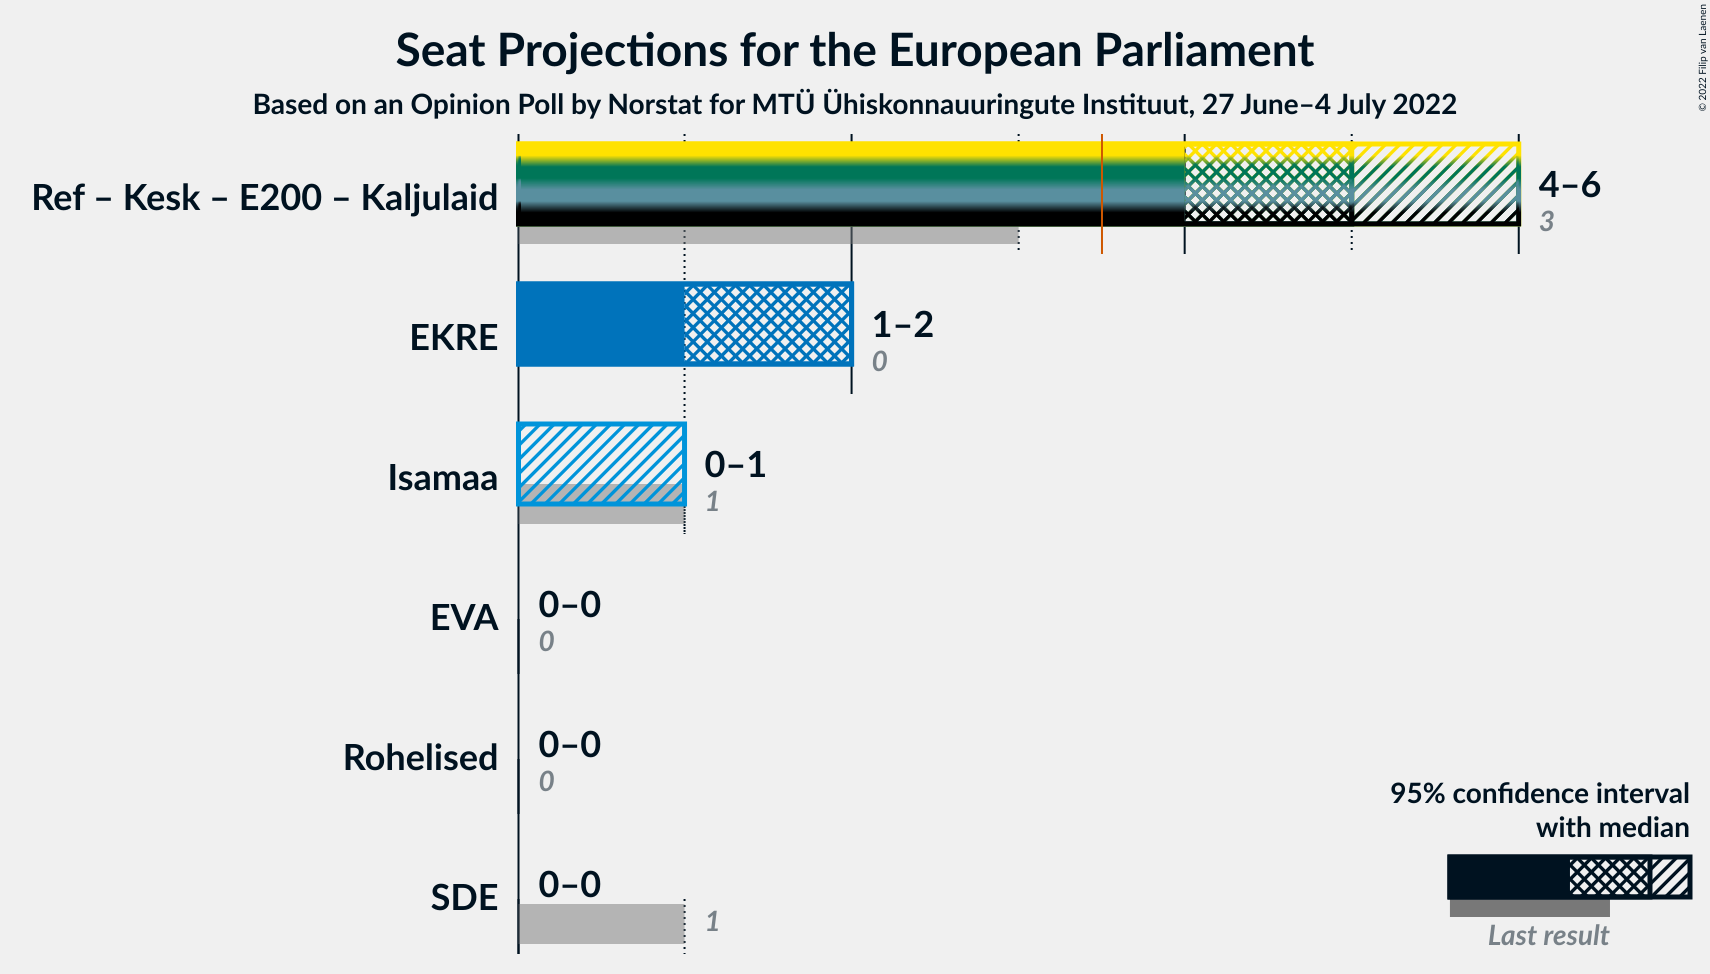 Seat Projections for the European Parliament
Based on an Opinion Poll by Norstat for MTÜ Ühiskonnauuringute Instituut, 27 June–4 July 2022
© 2022 Filip van Laenen
Ref – Kesk – E200 – Kaljulaid
4–6
3
EKRE
1–2
0
Isamaa
0–1
1
EVA
0–0
0
Rohelised
0–0
0
SDE
0–0
1
95% confidence interval
with median
Last result